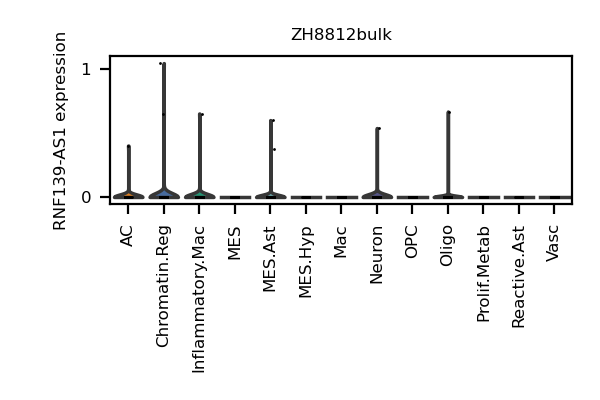 ZH8812bulk
RNF139-AS1 expression
1
0
AC
Chromatin.Reg
Inflammatory.Mac
MES
MES.Ast
MES.Hyp
Mac
Neuron
OPC
Oligo
Prolif.Metab
Reactive.Ast
Vasc